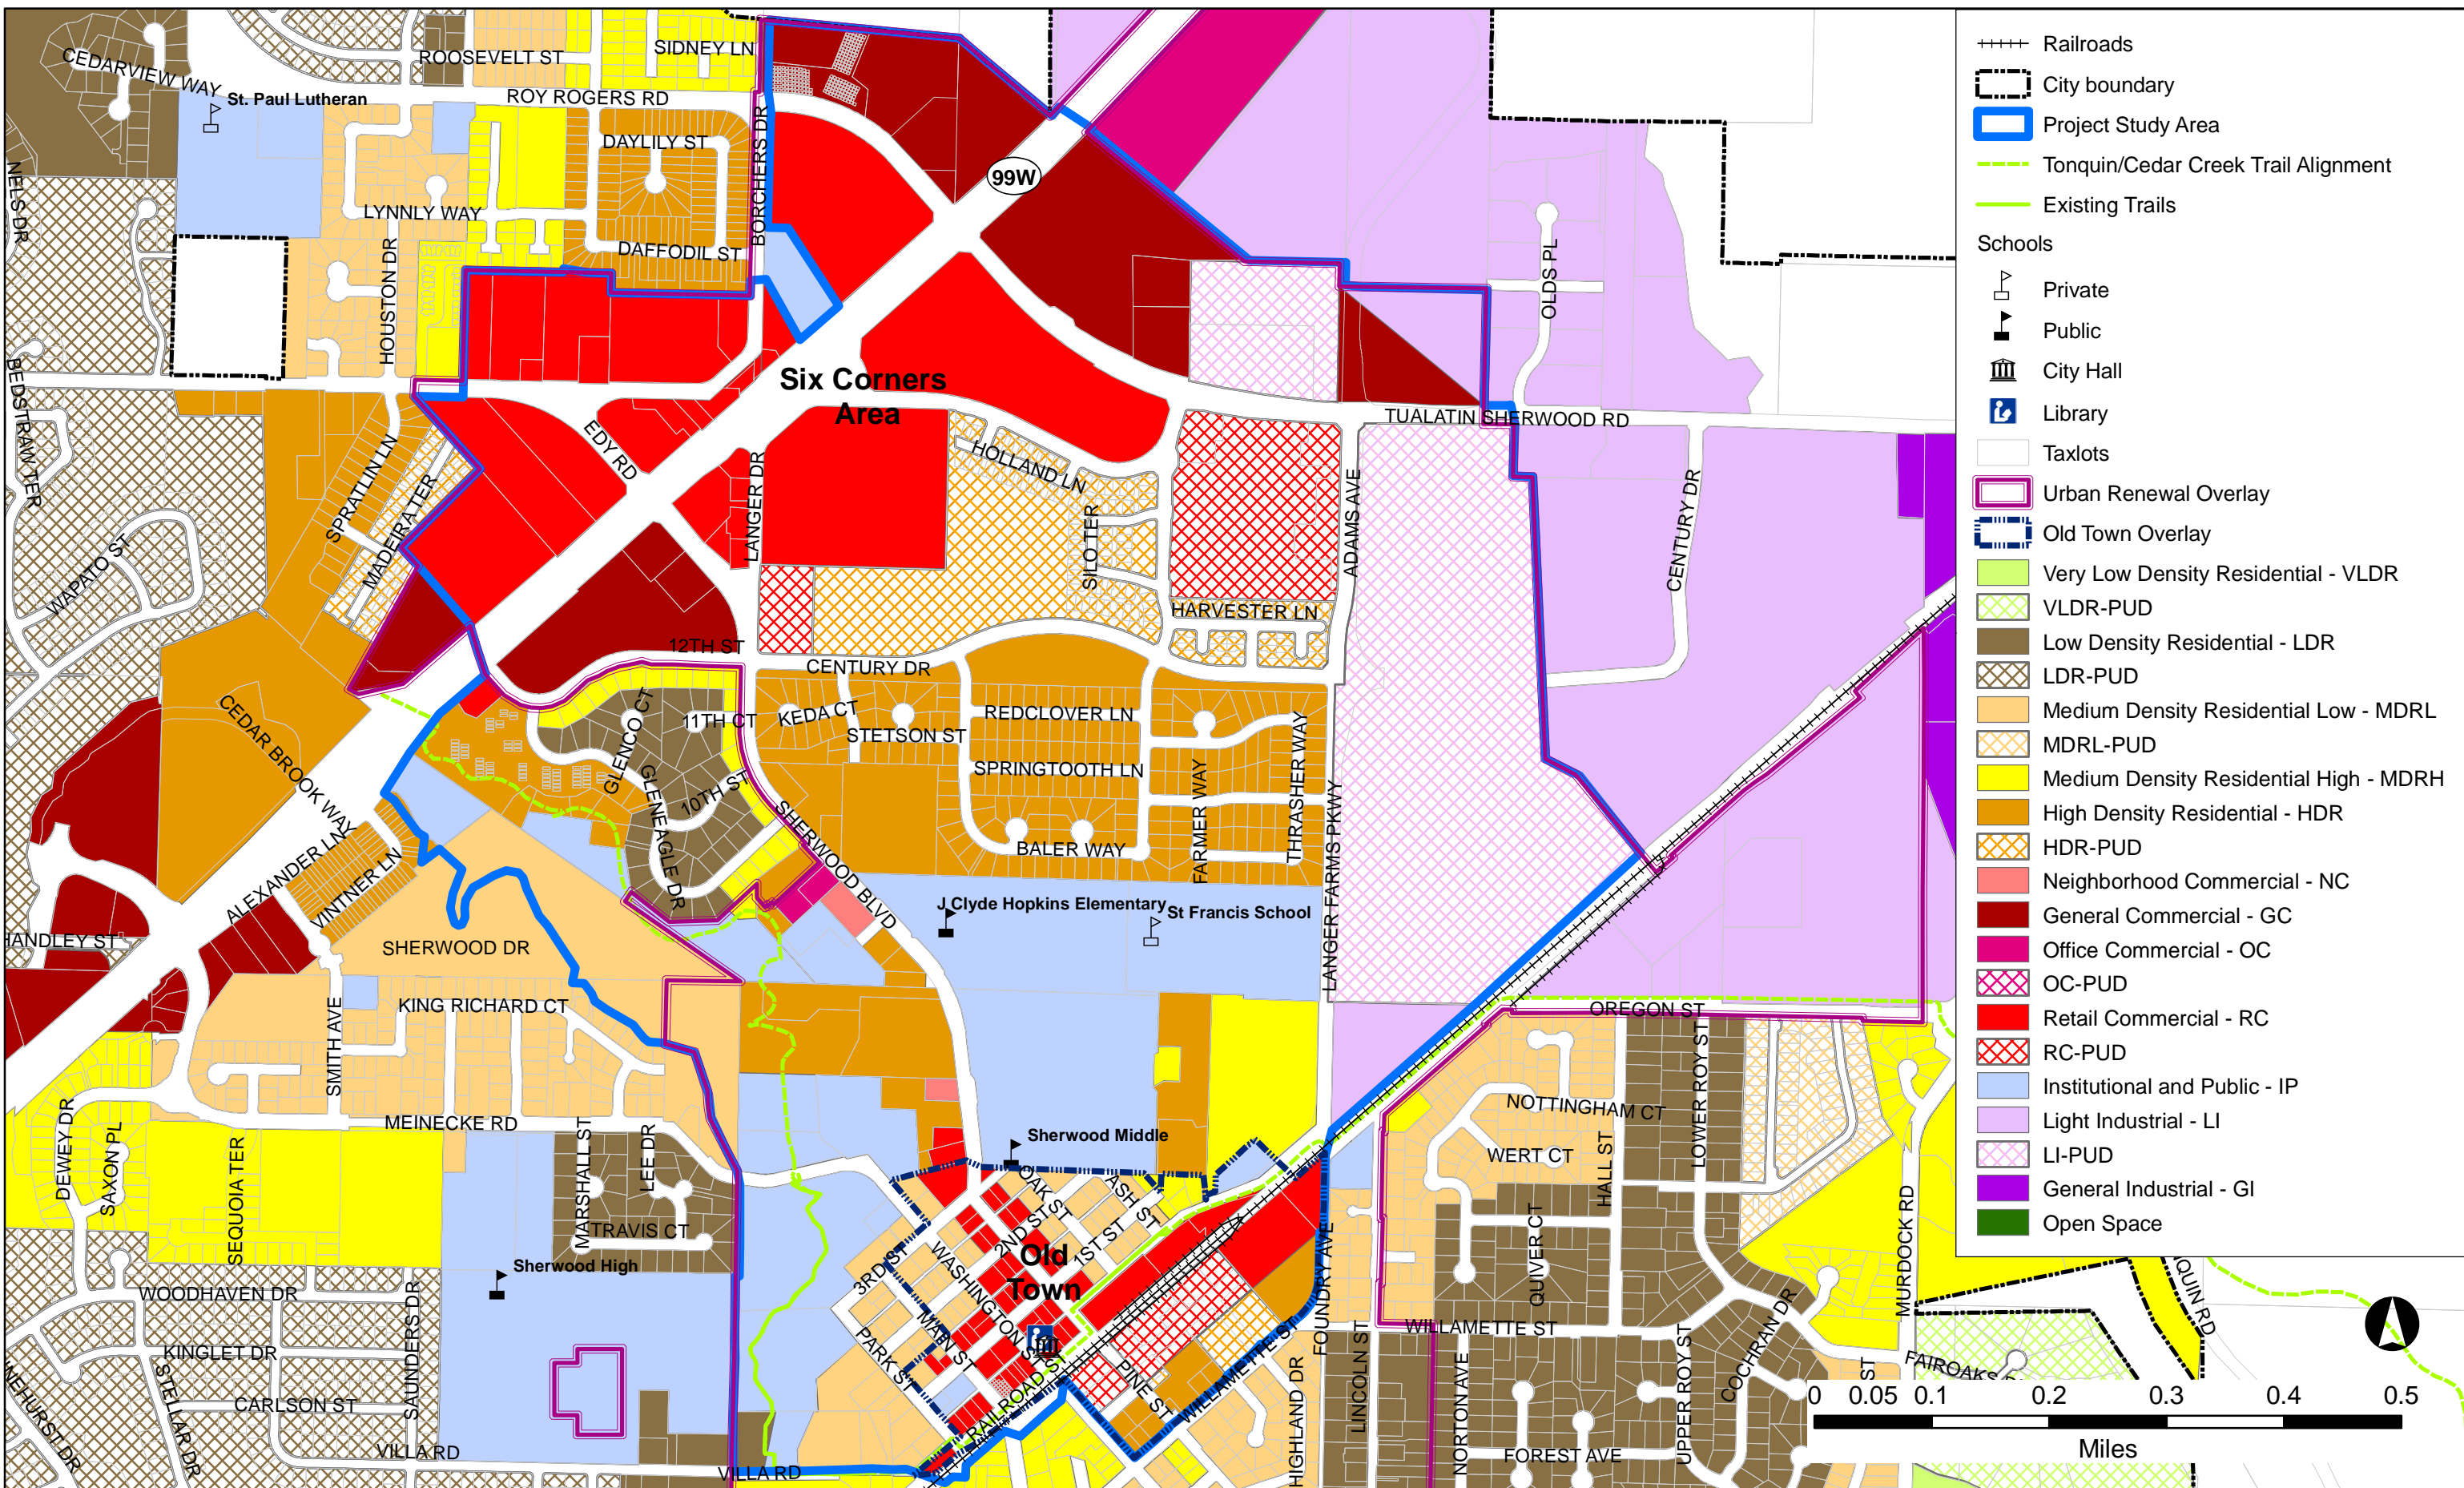 CEDARVIEW WAY
St. Paul Lutheran
ROOSEVELT ST
SIDNEY LN
ROY ROGERS RD
DAYLILY ST
BORCHERS DR
99W
NELS DR
LYNNLY WAY
DAFFODIL ST
HOUSTON DR
OLDS PL
BEDSTRAW TER
Six Corners
Area
TUALATIN SHERWOOD RD
EDY RD
SPRATLIN LN
MADEIRA TER
LANGER DR
HOLLAND LN
SILO TER
ADAMS AVE
CENTURY DR
WAPATO ST
HARVESTER LN
12TH ST
CENTURY DR
CEDAR BROOK WAY
GLENCO CT
11TH CT
KEDA CT
STETSON ST
REDCLOVER LN
SPRINGTOOTH LN
THRASHER WAY
FARMER WAY
10TH ST
GLENEAGLE DR
SHERWOOD BLVD
BALER WAY
LANGER FARMS PKWY
ALEXANDER LN
VINTNER LN
HANDLEY ST
SHERWOOD DR
J Clyde Hopkins Elementary
St Francis School
KING RICHARD CT
SMITH AVE
OREGON ST
MEINECKE RD
DEWEY DR
SAXON PL
SEQUOIA TER
MARSHALL ST
LEE DR
TRAVIS CT
Sherwood Middle
NOTTINGHAM CT
WERT CT
HALL ST
LOWER ROY ST
OAK ST
ASH ST
2ND ST
1ST ST
Old
Town
3RD ST
WASHINGTON ST
MAIN ST
PARK ST
RAILROAD ST
PINE ST
WILLAMETTE ST
FOUNDRY AVE
QUIVER CT
MURDOCK RD
Sherwood High
WOODHAVEN DR
KINGLET DR
CARLSON ST
SAUNDERS DR
STELLAR DR
NEHURST DR
VILLA RD
VILLA RD
HIGHLAND DR
LINCOLN ST
WILLAMETTE ST
NORTON AVE
UPPER ROY ST
COCHRAN DR
FOREST AVE
FAIROAKS
QUIN RD
ST
Railroads
City boundary
Project Study Area
Tonquin/Cedar Creek Trail Alignment
Existing Trails
Schools
Private
Public
City Hall
Library
Taxlots
Urban Renewal Overlay
Old Town Overlay
Very Low Density Residential - VLDR
VLDR-PUD
Low Density Residential - LDR
LDR-PUD
Medium Density Residential Low - MDRL
MDRL-PUD
Medium Density Residential High - MDRH
High Density Residential - HDR
HDR-PUD
Neighborhood Commercial - NC
General Commercial - GC
Office Commercial - OC
OC-PUD
Retail Commercial - RC
RC-PUD
Institutional and Public - IP
Light Industrial - LI
LI-PUD
General Industrial - GI
Open Space
0 0.05 0.1 0.2 0.3 0.4 0.5
Miles